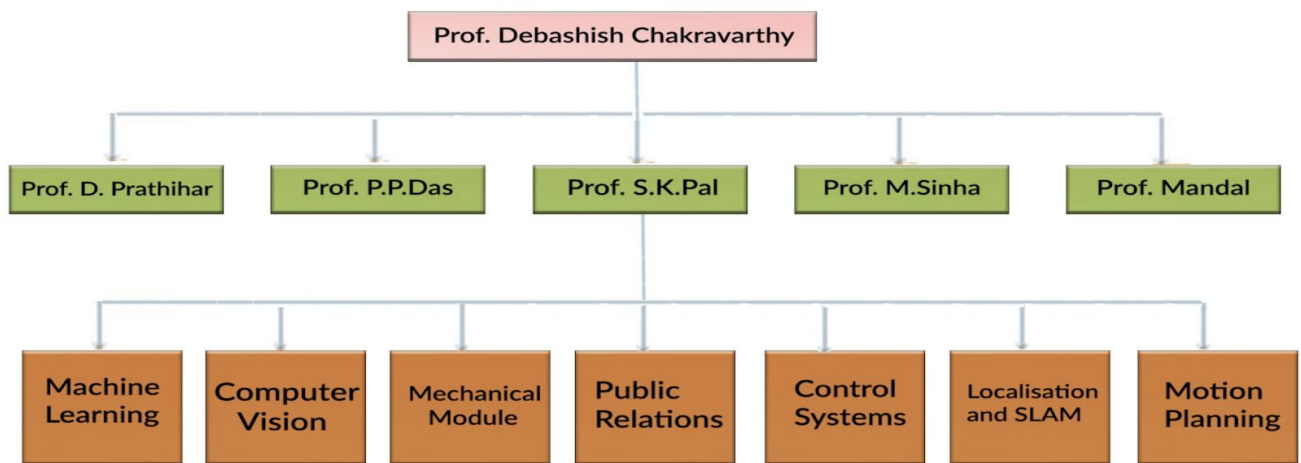 Prof. Debashish Chakravarthy
Prof. D. Prathihar
Prof. P.P.Das
Prof. S.K.Pal
Prof. M.Sinha
Prof. Mandal
Machine
Learning
Computer
Vision
Mechanical
Module
Public
Relations
Control
Systems
Localisation
and SLAM
Motion
Planning